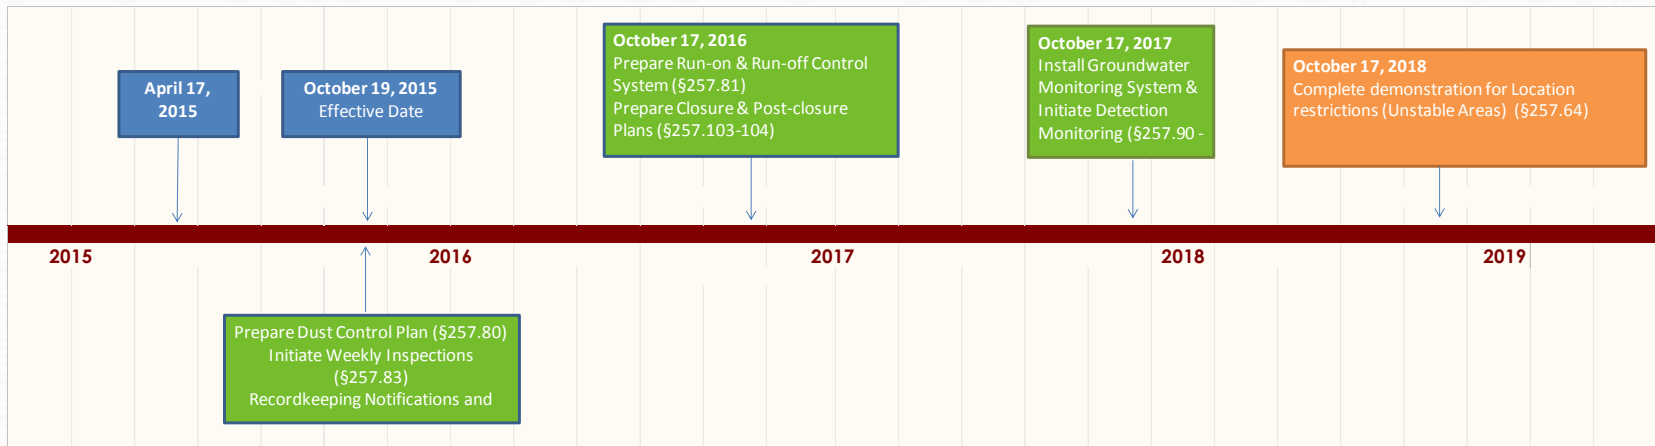 April 17,
2015
October 19, 2015
Effective Date
October 17, 2016
Prepare Run-on & Run-off Control
System (§257.81)
Prepare Closure & Post-closure
Plans (§257.103-104)
October 17, 2017
Install Groundwater
Monitoring System &
Initiate Detection
Monitoring (§257.90 -
October 17, 2018
Complete demonstration for Location
restrictions (Unstable Areas) (§257.64)
2015
2016
2017
2018
2019
Prepare Dust Control Plan (§257.80)
Initiate Weekly Inspections
(§257.83)
Recordkeeping Notifications and